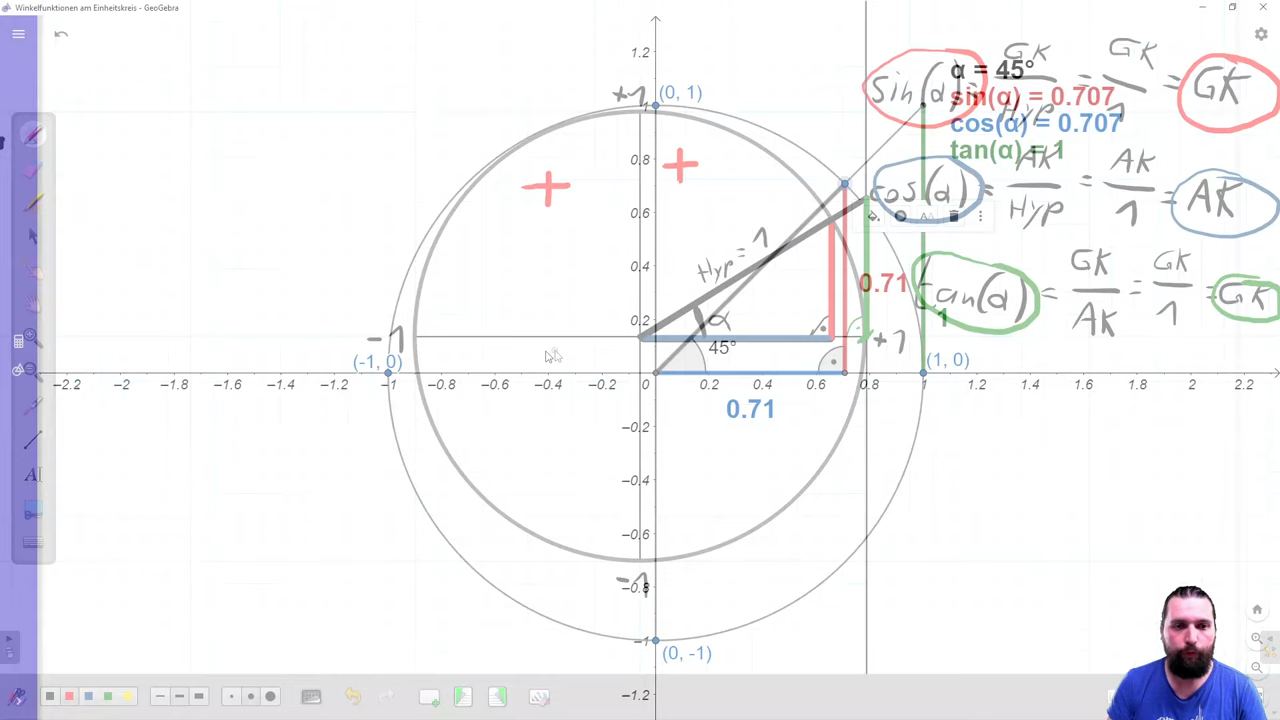 Winkelfunktionen am Einheitskreis - GeoGebra
α = 45°
sin(α) = 0.707
cos(α) = 0.707
tan(α) = 1
sin(α) = GK/Hyp = GK/1 = GK
cos(α) = AK/Hyp = AK/1 = AK
tan(α) = GK/AK = GK/1 = GK
+1
(0, 1)
1.2
1
0.8
0.6
0.4
0.2
+ +
Hyp = 1
α
45°
0.71
1
-1
+1
(-1, 0)
(1, 0)
−2.2 −2 −1.8 −1.6 −1.4 −1.2 −1 −0.8 −0.6 −0.4 −0.2 0 0.2 0.4 0.6 0.8 1 1.2 1.4 1.6 1.8 2 2.2
0.71
−0.2
−0.4
−0.6
-1
−0.8
−1
(0, -1)
−1.2